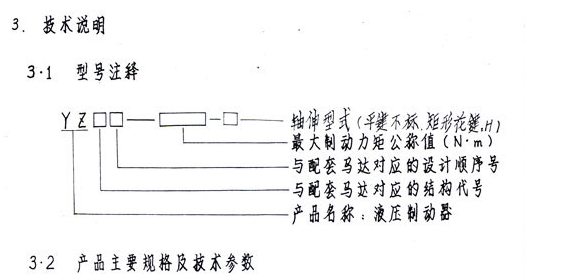 3. 技术说明
3·1 型号注释
YZ□□—□-□
轴伸型式(平键不标,矩形花键,H)
最大制动力矩公称值(N·m)
与配套马达对应的设计顺序号
与配套马达对应的结构代号
产品名称:液压制动器
3·2 产品主要规格及技术参数